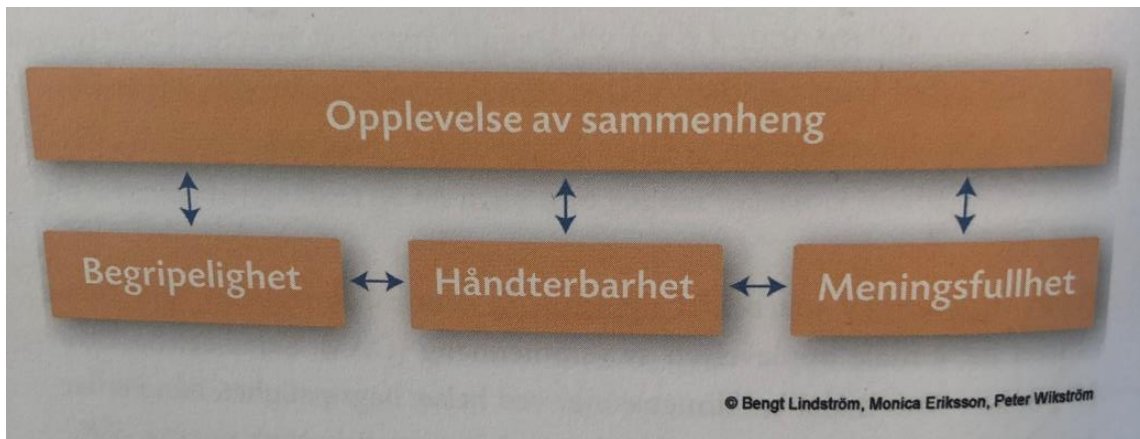 Opplevelse av sammenheng
Begripelighet
Håndterbarhet
Meningsfullhet
© Bengt Lindström, Monica Eriksson, Peter Wikström